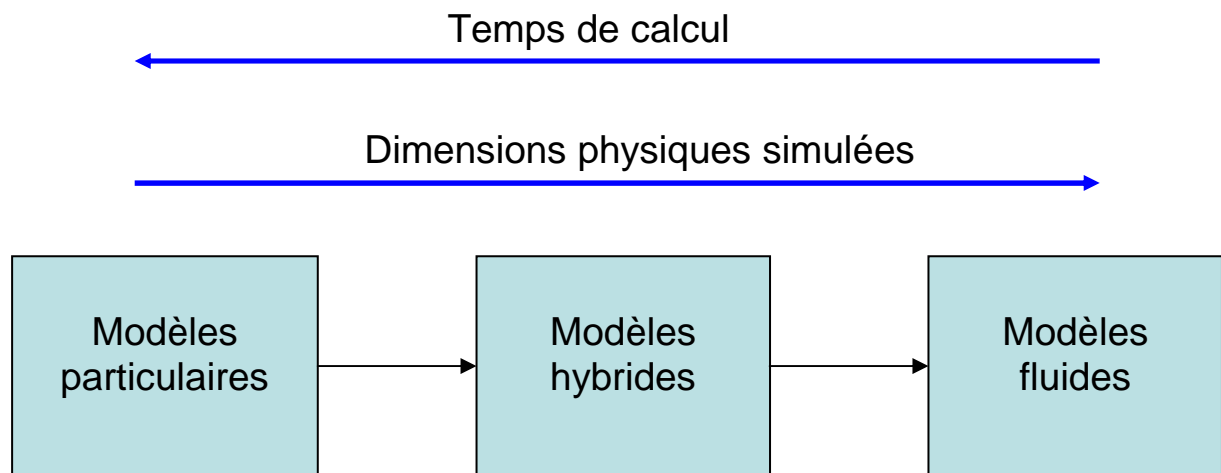 Temps de calcul
Dimensions physiques simulées
Modèles
particulaires
Modèles
hybrides
Modèles
fluides